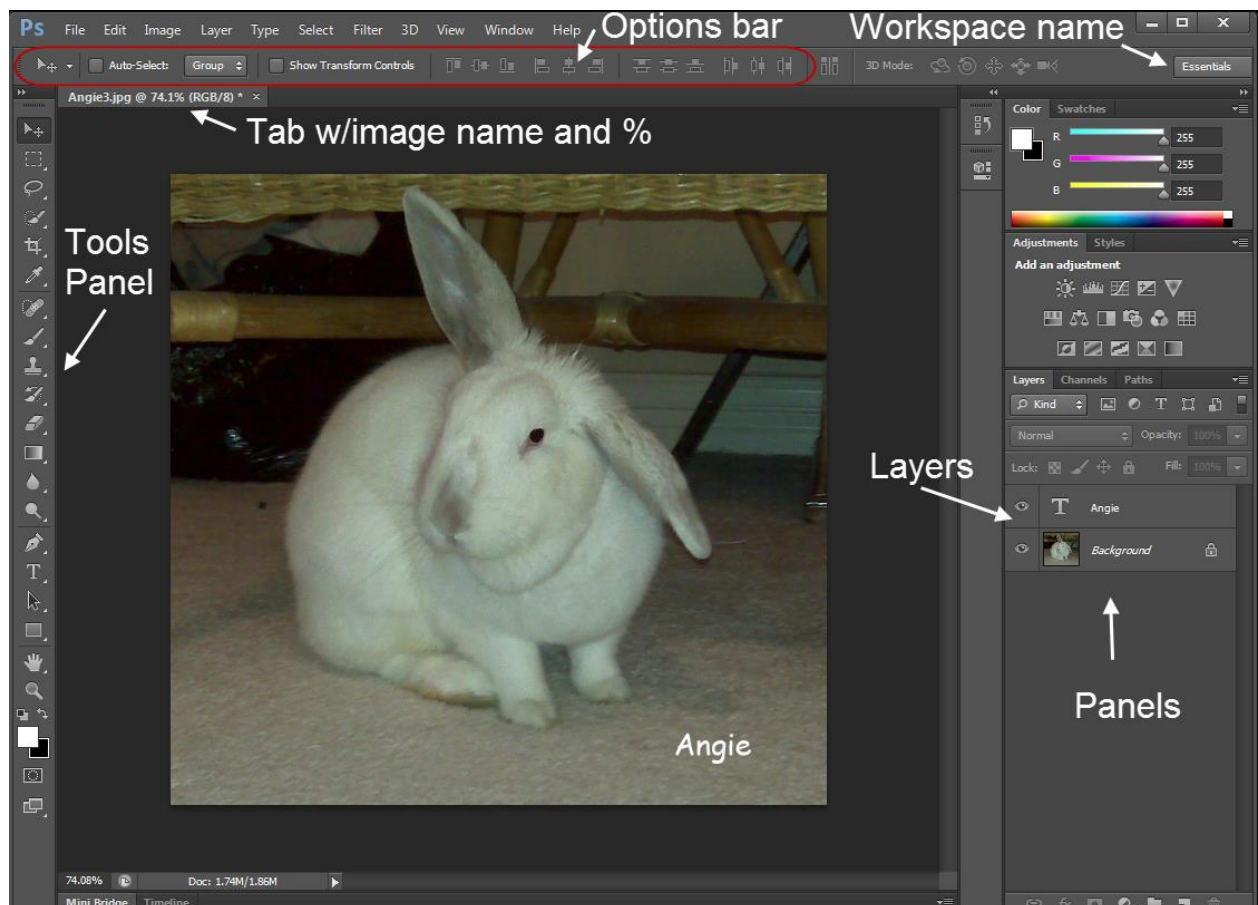 Ps File Edit Image Layer Type Select Filter 3D View Window Help
Options bar
Workspace name
Auto-Select: Group Show Transform Controls 3D Mode: Essentials
Angie3.jpg @ 74.1% (RGB/8) * ×
Tab w/image name and %
Color Swatches
R 255
G 255
B 255
Adjustments Styles
Add an adjustment
Tools
Panel
Layers Channels Paths
Kind
Normal Opacity: 100%
Lock: Fill: 100%
Layers
T Angie
Background
Panels
Angie
74.08% Doc: 1.74M/1.86M
Mini Bridge Timeline